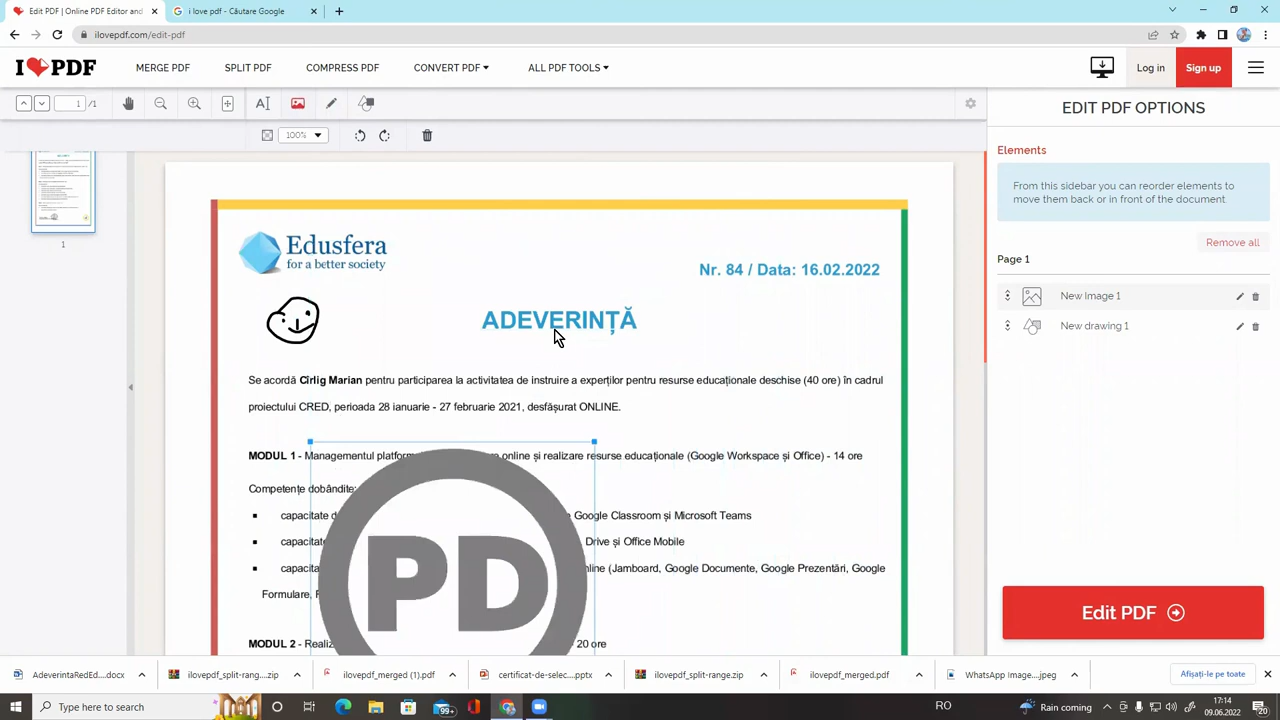 Edit PDF | Online PDF Editor and
i love pdf - Căutare Google
ilovepdf.com/edit-pdf
I PDF
MERGE PDF
SPLIT PDF
COMPRESS PDF
CONVERT PDF
ALL PDF TOOLS
Log in
Sign up
1 /1
100%
EDIT PDF OPTIONS
Elements
From this sidebar you can reorder elements to
move them back or in front of the document.
Remove all
Page 1
New Image 1
New drawing 1
Edit PDF
1
Edusfera
for a better society
Nr. 84 / Data: 16.02.2022
ADEVERINȚĂ
Se acordă Cîrlig Marian pentru participarea la activitatea de instruire a experților pentru resurse educaționale deschise (40 ore) în cadrul
proiectului CRED, perioada 28 ianuarie - 27 februarie 2021, desfășurat ONLINE.
MODUL 1 - Managementul platfor online și realizare resurse educaționale (Google Workspace și Office) - 14 ore
Competențe dobândite:
capacitate d Google Classroom și Microsoft Teams
capacitate Drive și Office Mobile
capacita nline (Jamboard, Google Documente, Google Prezentări, Google
Formulare,
MODUL 2 - Realiz 20 ore
PD
AdeverintaRedEd....docx
ilovepdf_split-rang...zip
ilovepdf_merged (1).pdf
certificat-de-selec....pptx
ilovepdf_split-range.zip
ilovepdf_merged.pdf
WhatsApp Image....jpeg
Afișați-le pe toate
Type here to search
99+
RO
Rain coming
17:14
09.06.2022
20